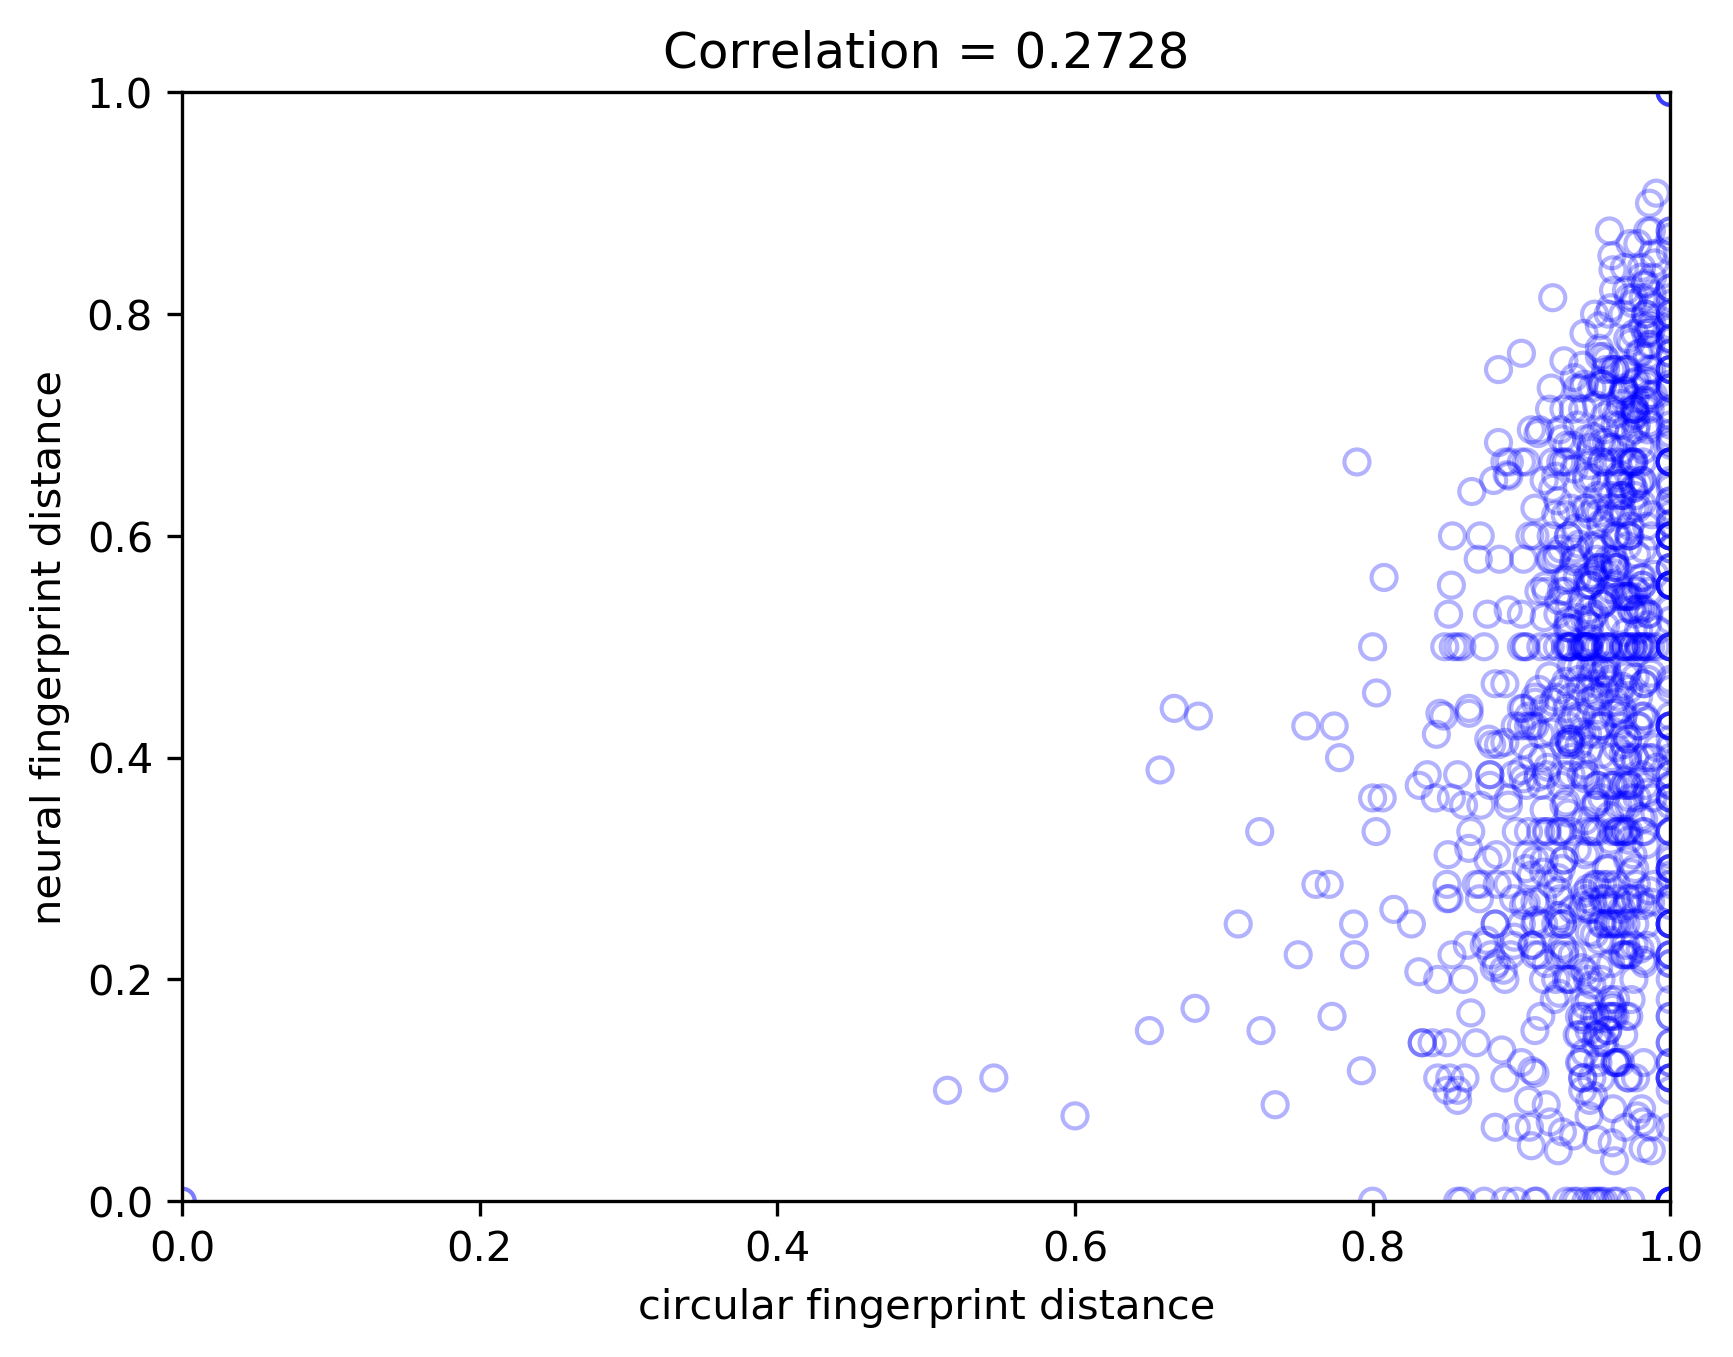 Correlation = 0.2728
1.0
0.8
0.6
0.4
0.2
0.0
neural fingerprint distance
0.0 0.2 0.4 0.6 0.8 1.0
circular fingerprint distance